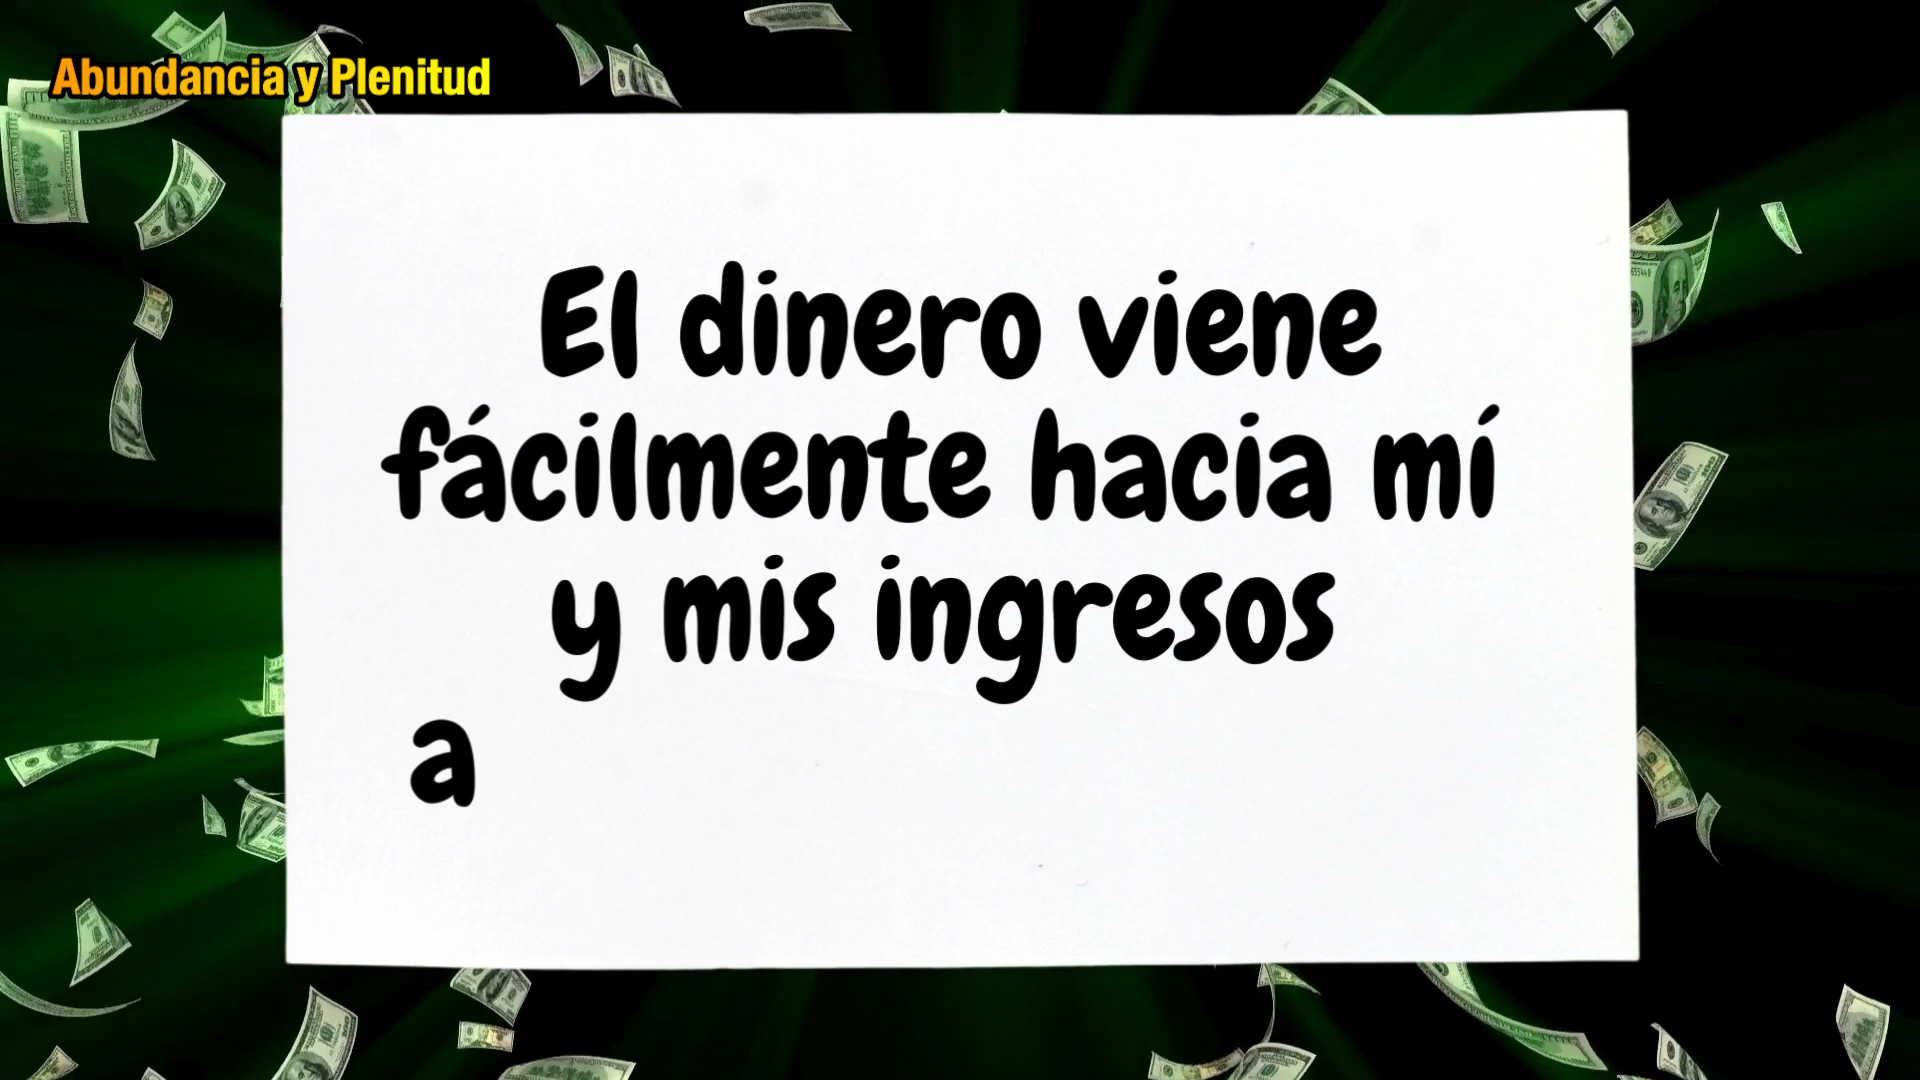 Abundancia y Plenitud
El dinero viene
fácilmente hacia mí
y mis ingresos
a